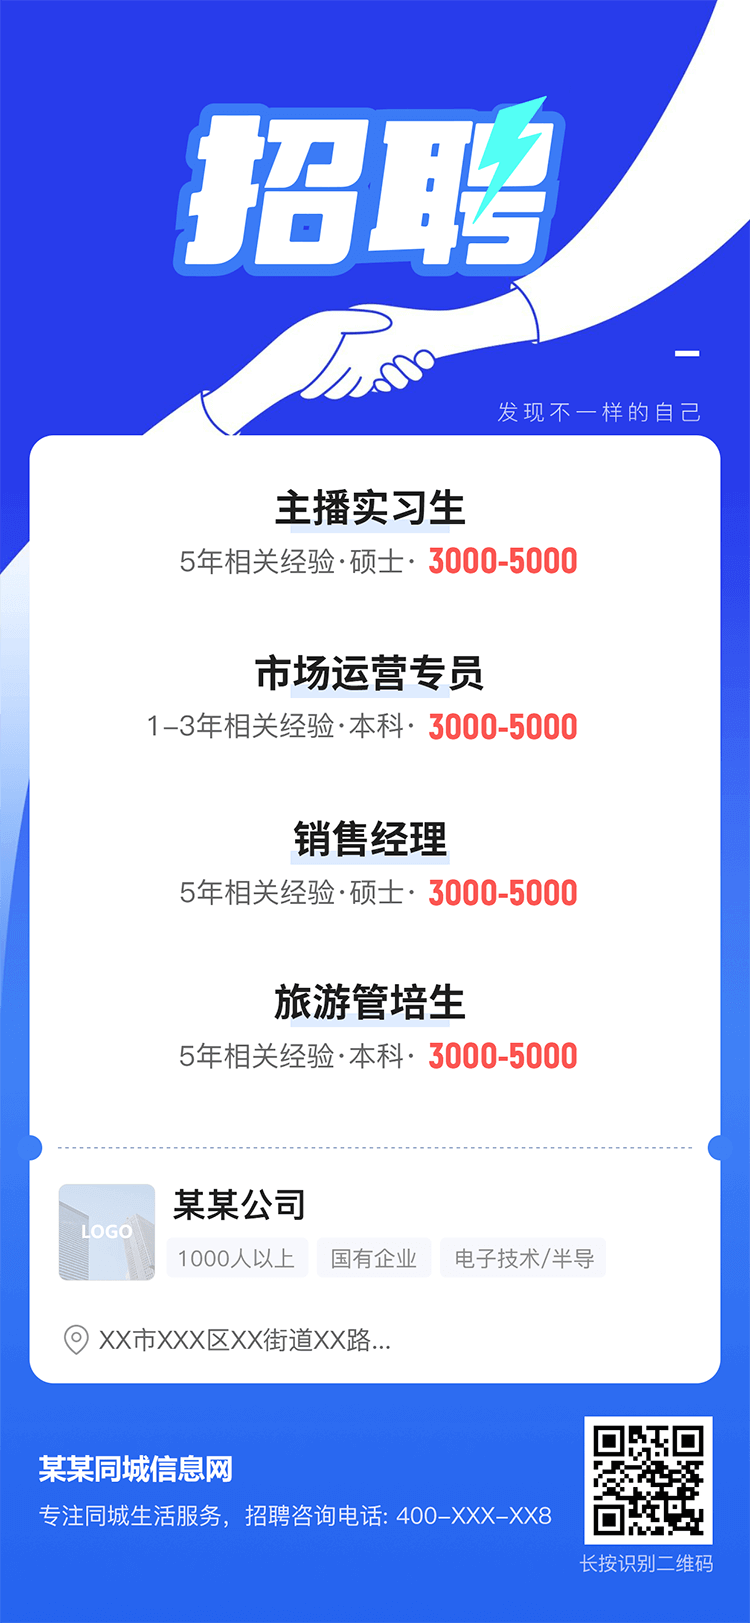 招聘
发现不一样的自己
主播实习生
5年相关经验·硕士· 3000-5000
市场运营专员
1-3年相关经验·本科· 3000-5000
销售经理
5年相关经验·硕士· 3000-5000
旅游管培生
5年相关经验·本科· 3000-5000
LOGO
某某公司
1000人以上 国有企业 电子技术/半导
XX市XXX区XX街道XX路...
某某同城信息网
专注同城生活服务，招聘咨询电话: 400-XXX-XX8
长按识别二维码